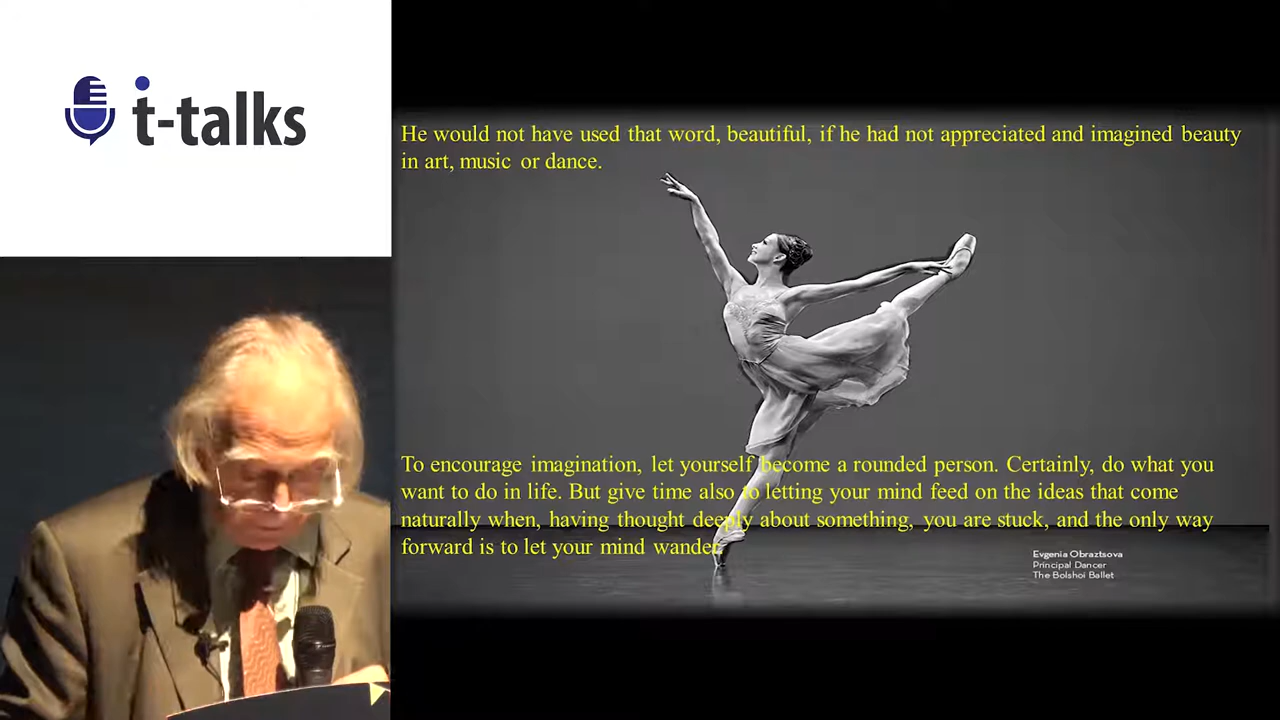 t-talks
He would not have used that word, beautiful, if he had not appreciated and imagined beauty
in art, music or dance.
To encourage imagination, let yourself become a rounded person. Certainly, do what you
want to do in life. But give time also to letting your mind feed on the ideas that come
naturally when, having thought deeply about something, you are stuck, and the only way
forward is to let your mind wander.
Evgenia Obraztsova
Principal Dancer
The Bolshoi Ballet